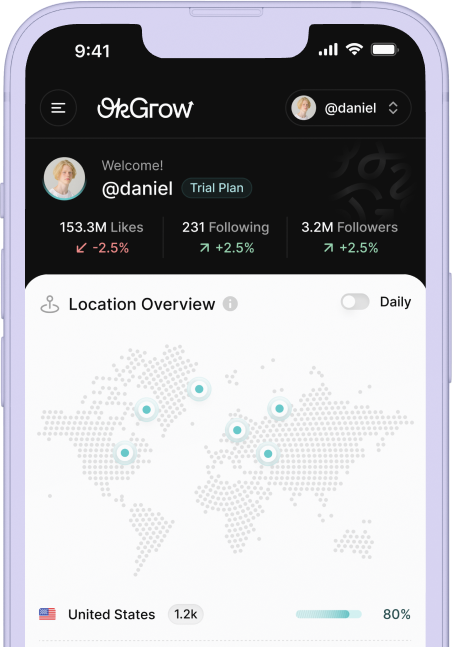 9:41
OkGrow
@daniel
Welcome!
@daniel Trial Plan
153.3M Likes 231 Following 3.2M Followers
-2.5% +2.5% +2.5%
Location Overview i Daily
United States 1.2k 80%